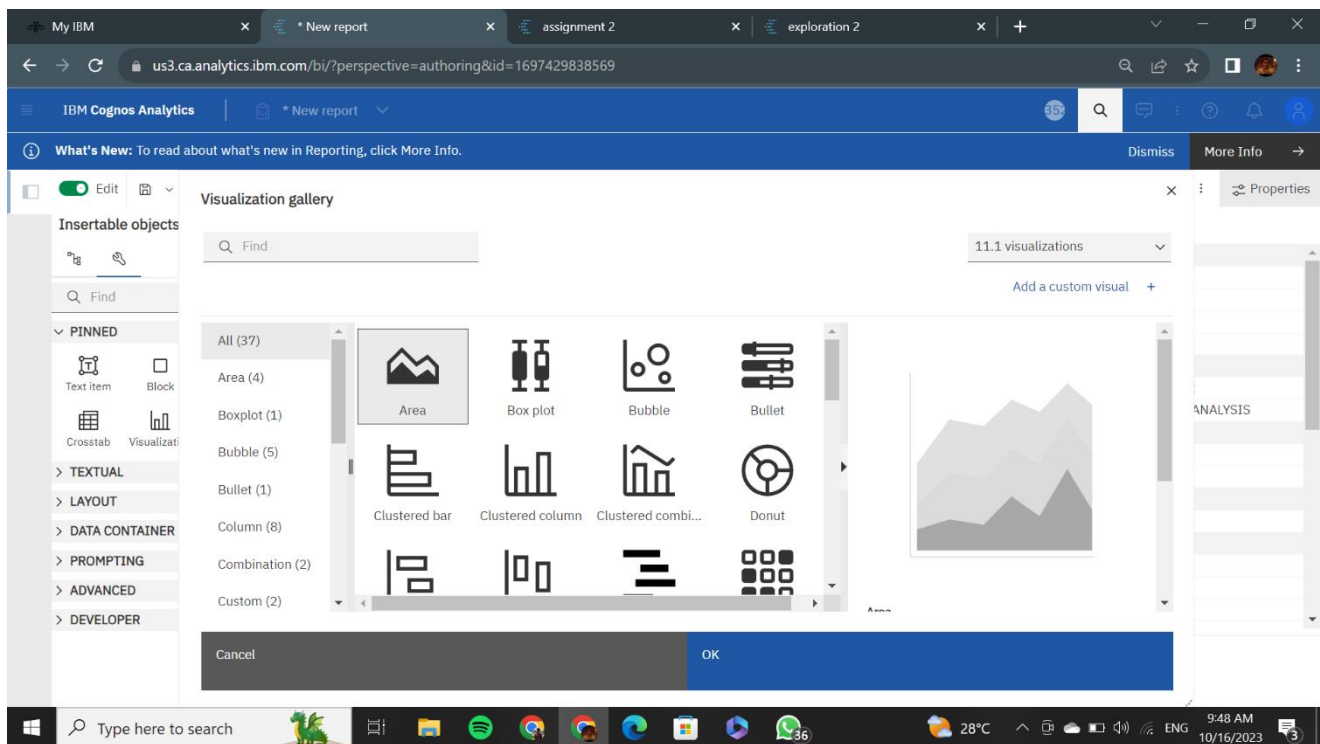 My IBM
* New report
assignment 2
exploration 2
us3.ca.analytics.ibm.com/bi/?perspective=authoring&id=1697429838569
IBM Cognos Analytics
* New report
What's New: To read about what's new in Reporting, click More Info.
Dismiss
More Info
Edit
Visualization gallery
Properties
Insertable objects
Find
11.1 visualizations
Add a custom visual +
Find
PINNED
Text item
Block
Crosstab
Visualizati
TEXTUAL
LAYOUT
DATA CONTAINER
PROMPTING
ADVANCED
DEVELOPER
All (37)
Area (4)
Boxplot (1)
Bubble (5)
Bullet (1)
Column (8)
Combination (2)
Custom (2)
Area
Box plot
Bubble
Bullet
Clustered bar
Clustered column
Clustered combi...
Donut
ANALYSIS
Cancel
OK
Type here to search
36
28°C
ENG
9:48 AM
10/16/2023
3